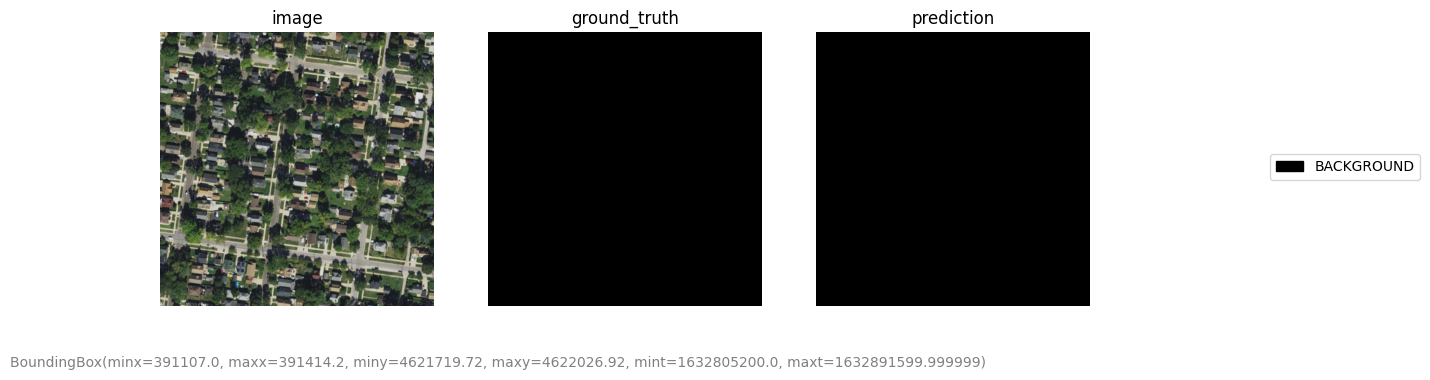 image
ground_truth
prediction
BACKGROUND
BoundingBox(minx=391107.0, maxx=391414.2, miny=4621719.72, maxy=4622026.92, mint=1632805200.0, maxt=1632891599.999999)